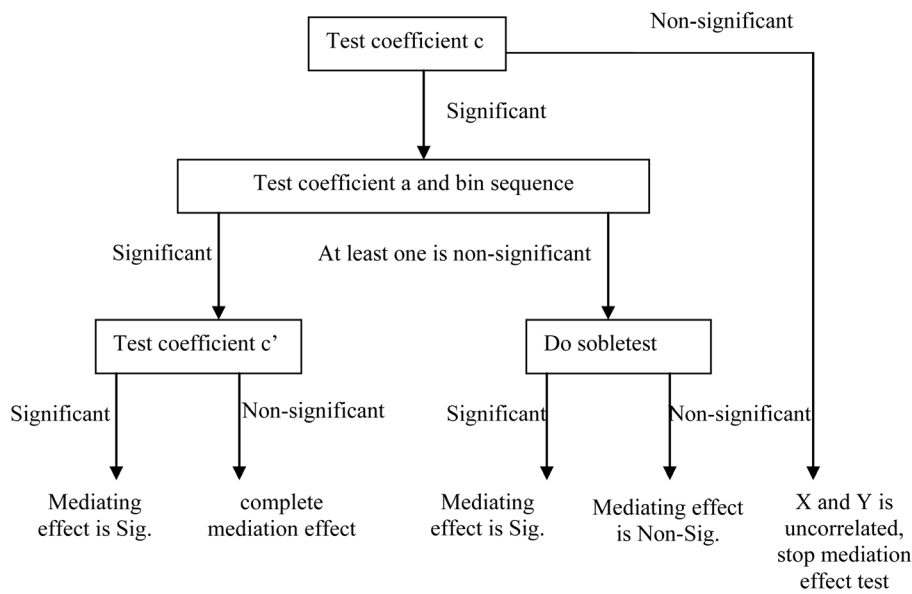 Non-significant
Test coefficient c
Significant
Test coefficient a and bin sequence
Significant
At least one is non-significant
Test coefficient c’
Do sobletest
Significant
Non-significant
Significant
Non-significant
Mediating
effect is Sig.
complete
mediation effect
Mediating
effect is Sig.
Mediating effect
is Non-Sig.
X and Y is
uncorrelated,
stop mediation
effect test